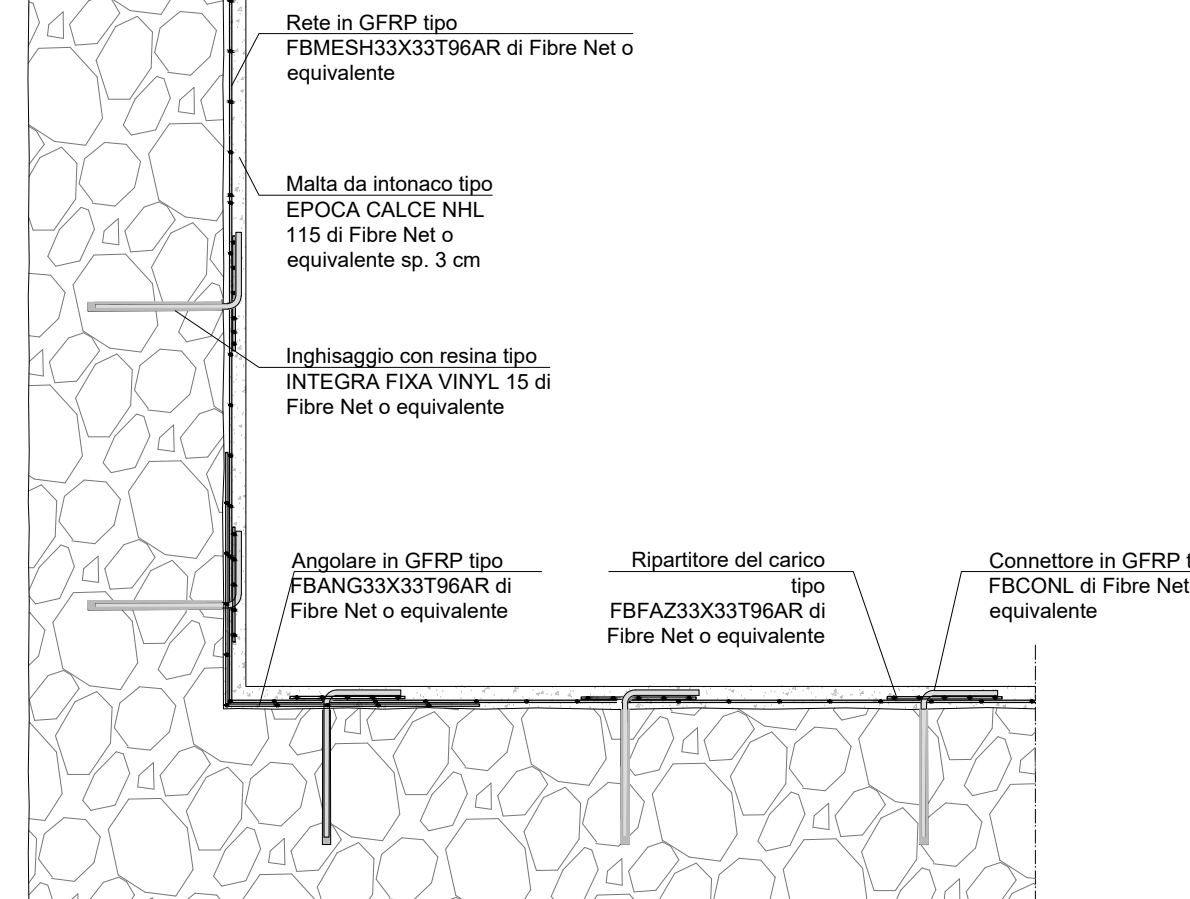 Rete in GFRP tipo
FBMESH33X33T96AR di Fibre Net o
equivalente
Malta da intonaco tipo
EPOCA CALCE NHL
115 di Fibre Net o
equivalente sp. 3 cm
Inghisaggio con resina tipo
INTEGRA FIXA VINYL 15 di
Fibre Net o equivalente
Angolare in GFRP tipo
FBANG33X33T96AR di
Fibre Net o equivalente
Ripartitore del carico
tipo
FBFAZ33X33T96AR di
Fibre Net o equivalente
Connettore in GFRP t
FBCONL di Fibre Net
equivalente